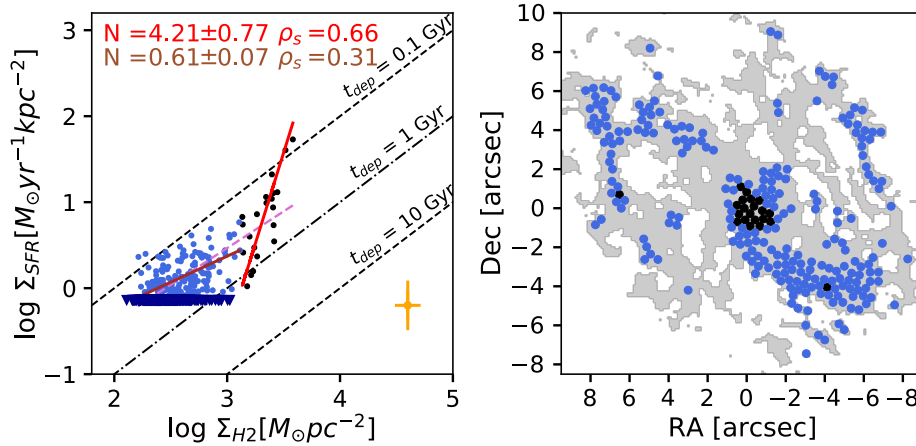 N = 4.21±0.77 ρs = 0.66
N = 0.61±0.07 ρs = 0.31
tdep = 0.1 Gyr
tdep = 1 Gyr
tdep = 10 Gyr
log ΣSFR[M⊙yr−1kpc−2]
3
2
1
0
−1
2 3 4 5
log ΣH2[M⊙pc−2]
Dec [arcsec]
10
8
6
4
2
0
−2
−4
−6
−8
8 6 4 2 0 −2 −4 −6 −8
RA [arcsec]